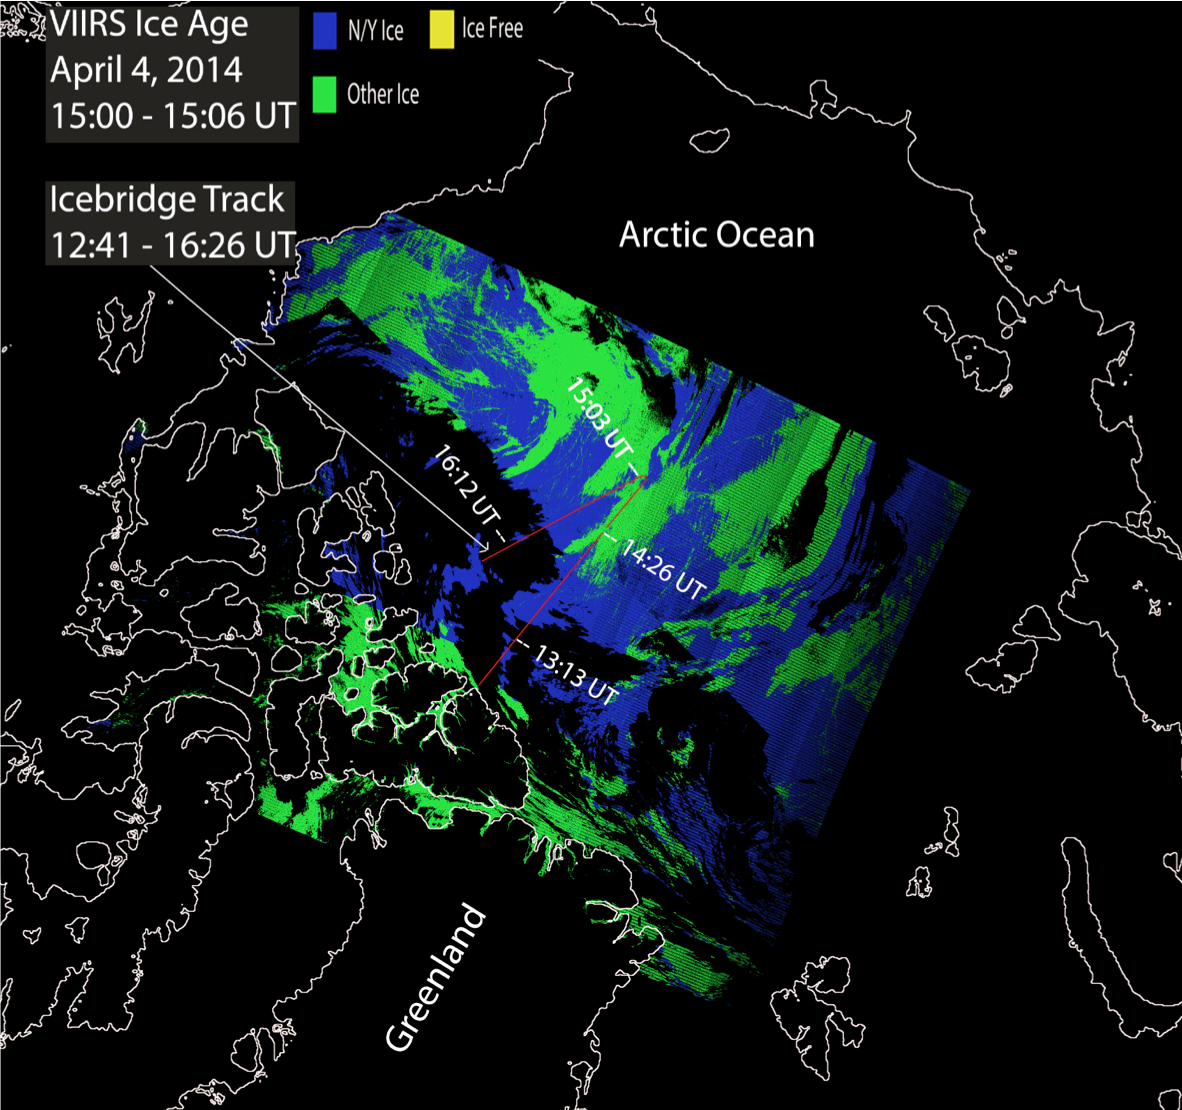 VIIRS Ice Age
April 4, 2014
15:00 - 15:06 UT
N/Y Ice
Ice Free
Other Ice
Icebridge Track
12:41 - 16:26 UT
Arctic Ocean
15:03 UT
16:12 UT
14:26 UT
13:13 UT
Greenland